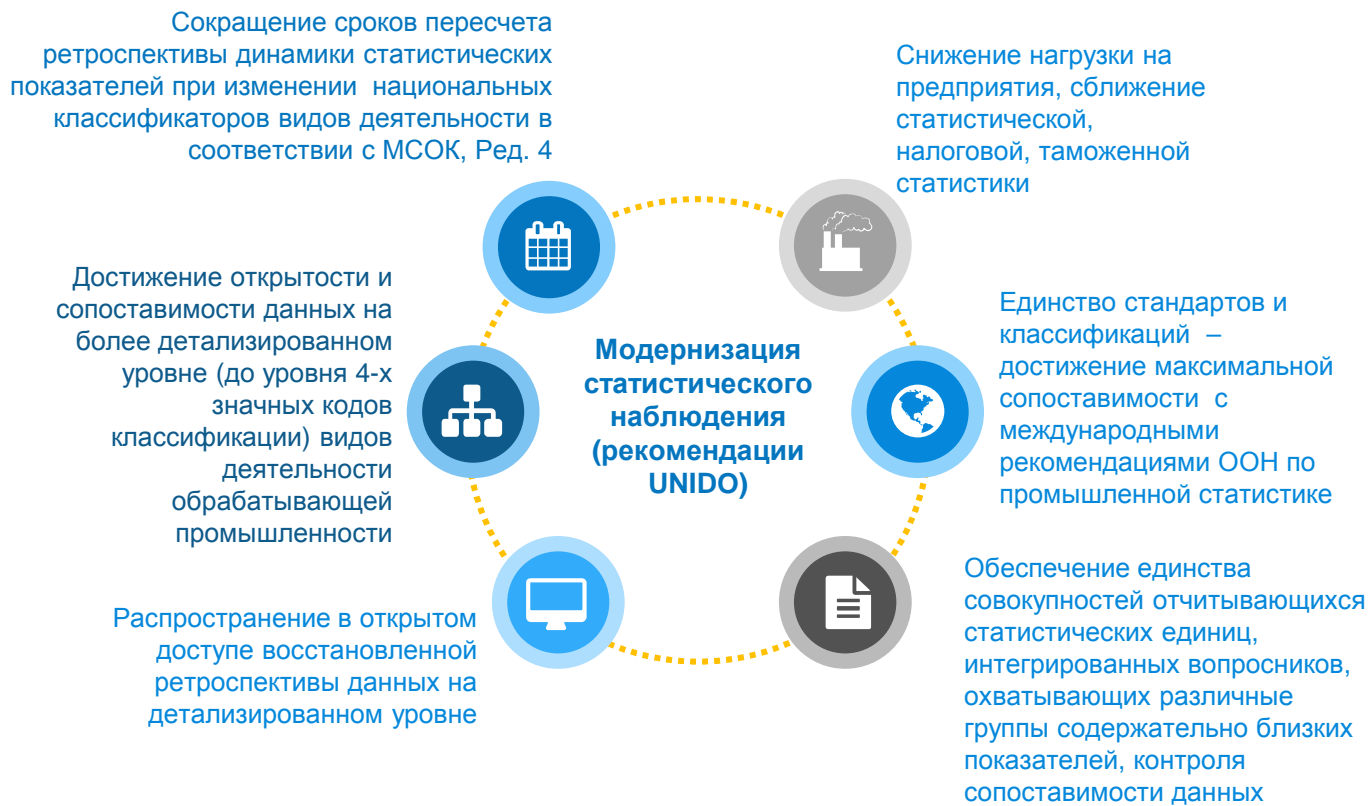 Сокращение сроков пересчета
ретроспективы динамики статистических
показателей при изменении национальных
классификаторов видов деятельности в
соответствии с МСОК, Ред. 4
Снижение нагрузки на
предприятия, сближение
статистической,
налоговой, таможенной
статистики
Достижение открытости и
сопоставимости данных на
более детализированном
уровне (до уровня 4-х
значных кодов
классификации) видов
деятельности
обрабатывающей
промышленности
Модернизация
статистического
наблюдения
(рекомендации
UNIDO)
Единство стандартов и
классификаций –
достижение максимальной
сопоставимости с
международными
рекомендациями ООН по
промышленной статистике
Распространение в открытом
доступе восстановленной
ретроспективы данных на
детализированном уровне
Обеспечение единства
совокупностей отчитывающихся
статистических единиц,
интегрированных вопросников,
охватывающих различные
группы содержательно близких
показателей, контроля
сопоставимости данных